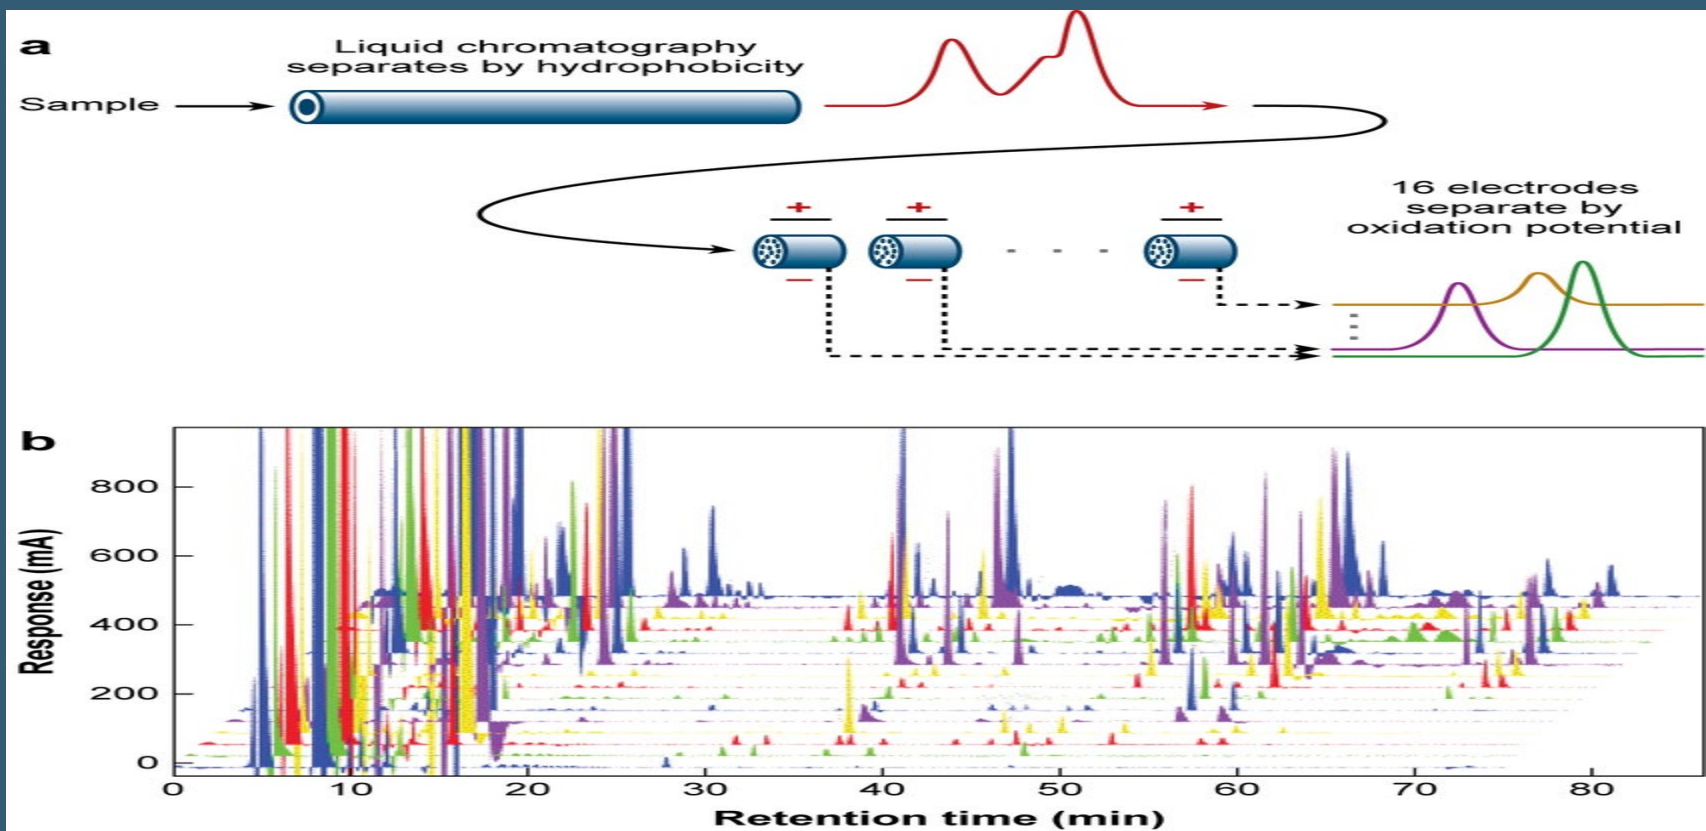 a
Liquid chromatography
separates by hydrophobicity
Sample
+ + +
16 electrodes
separate by
oxidation potential
− − −
b
800
600
400
200
0
Response (mA)
0 10 20 30 40 50 60 70 80
Retention time (min)